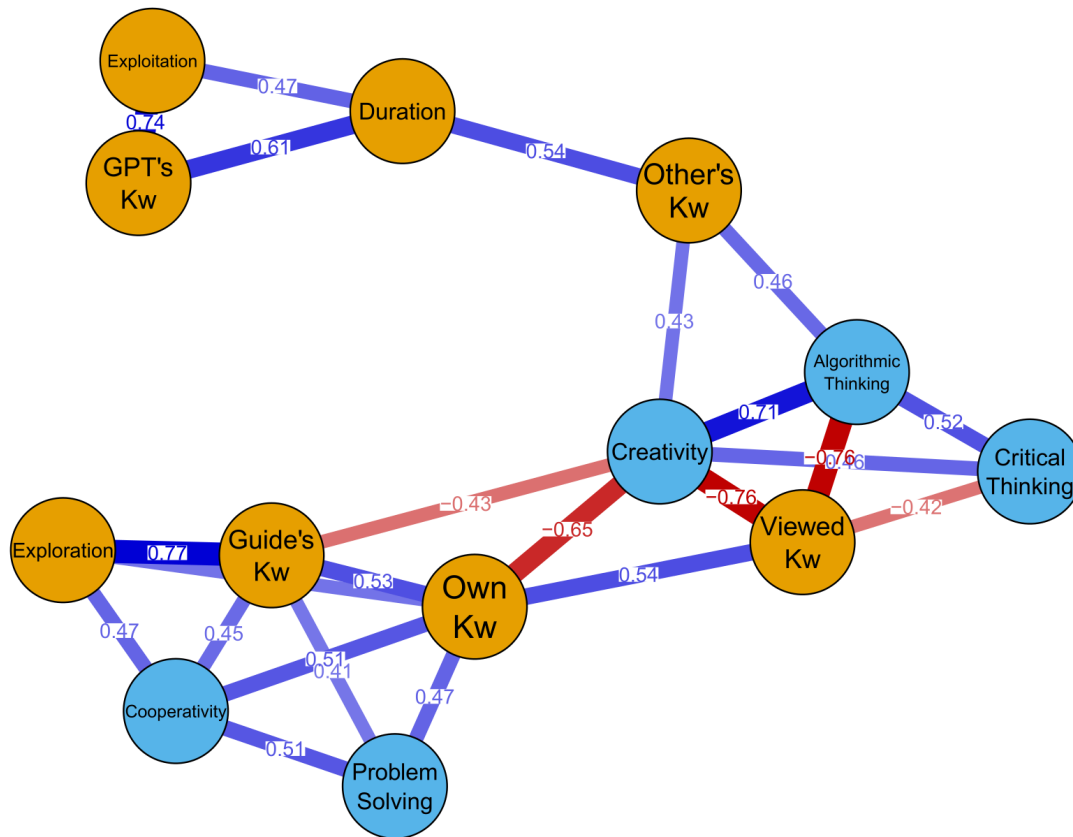 Exploitation
0.47
Duration
0.74
0.61
GPT's
Kw
0.54
Other's
Kw
0.46
0.43
Algorithmic
Thinking
0.71
0.52
Creativity
−0.76
0.46
Critical
Thinking
−0.43
−0.76
−0.42
−0.65
Viewed
Kw
Exploration
0.77
Guide's
Kw
0.53
0.54
Own
Kw
0.47
0.45
0.51
0.41
0.47
Cooperativity
0.51
Problem
Solving